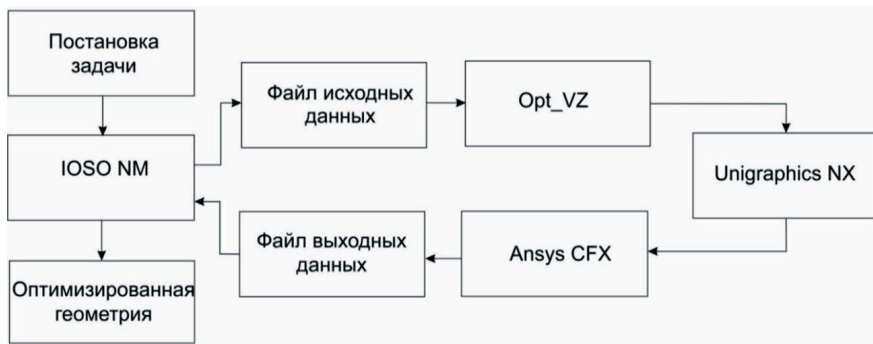 Постановка
задачи
Файл исходных
данных
Opt_VZ
IOSO NM
Unigraphics NX
Файл выходных
данных
Ansys CFX
Оптимизированная
геометрия